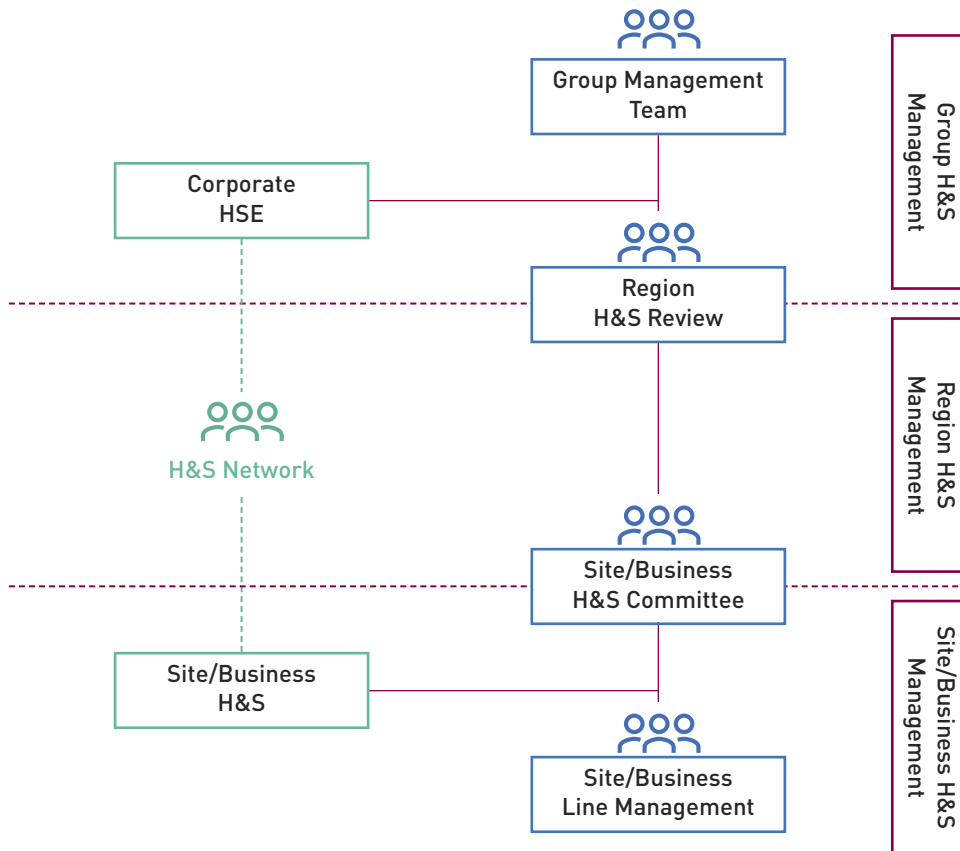 Group Management
Team
Group H&S
Management
Corporate
HSE
Region
H&S Review
Region H&S
Management
H&S Network
Site/Business
H&S Committee
Site/Business
H&S
Site/Business H&S
Management
Site/Business
Line Management